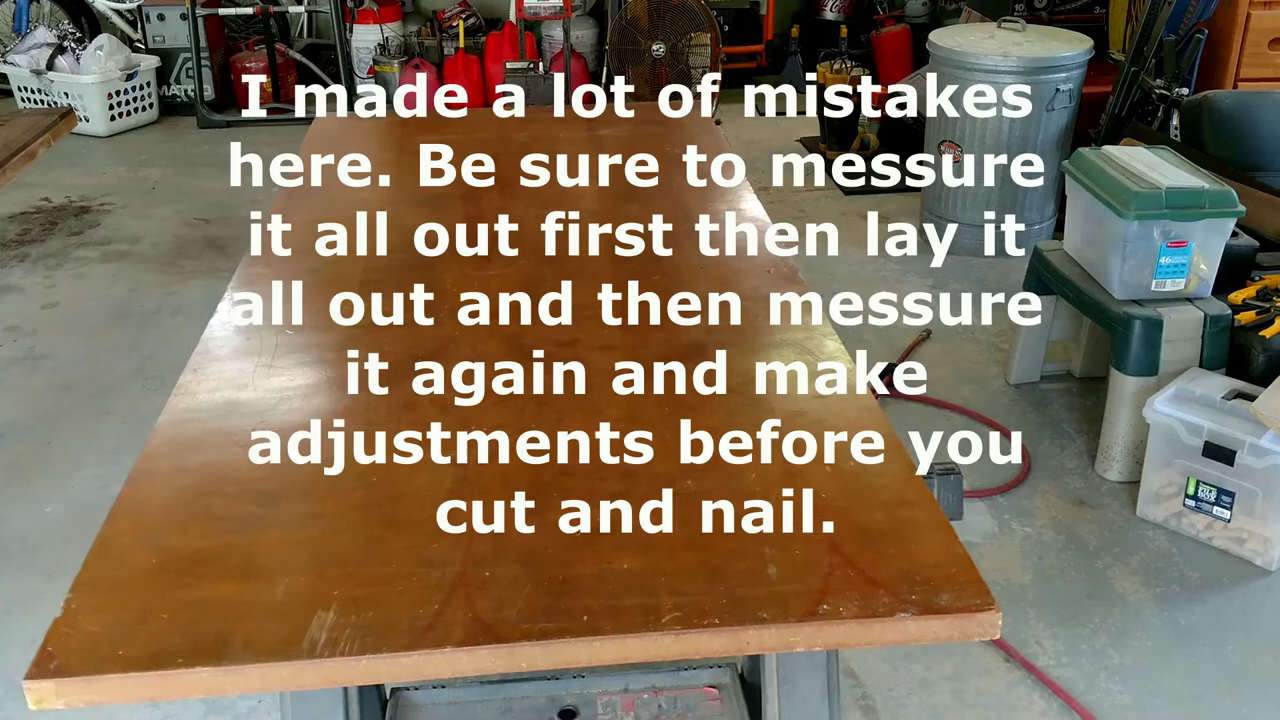 I made a lot of mistakes
here. Be sure to messure
it all out first then lay it
all out and then messure
it again and make
adjustments before you
cut and nail.